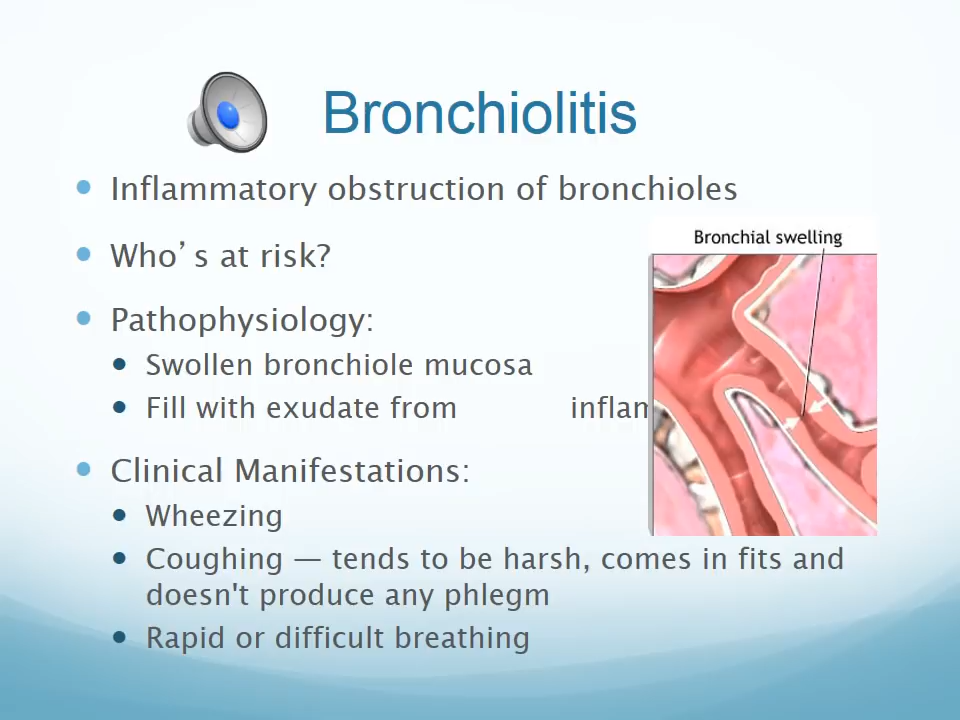 Bronchiolitis
Inflammatory obstruction of bronchioles
Bronchial swelling
Who’s at risk?
Pathophysiology:
Swollen bronchiole mucosa
Fill with exudate from inflam
Clinical Manifestations:
Wheezing
Coughing — tends to be harsh, comes in fits and
doesn't produce any phlegm
Rapid or difficult breathing